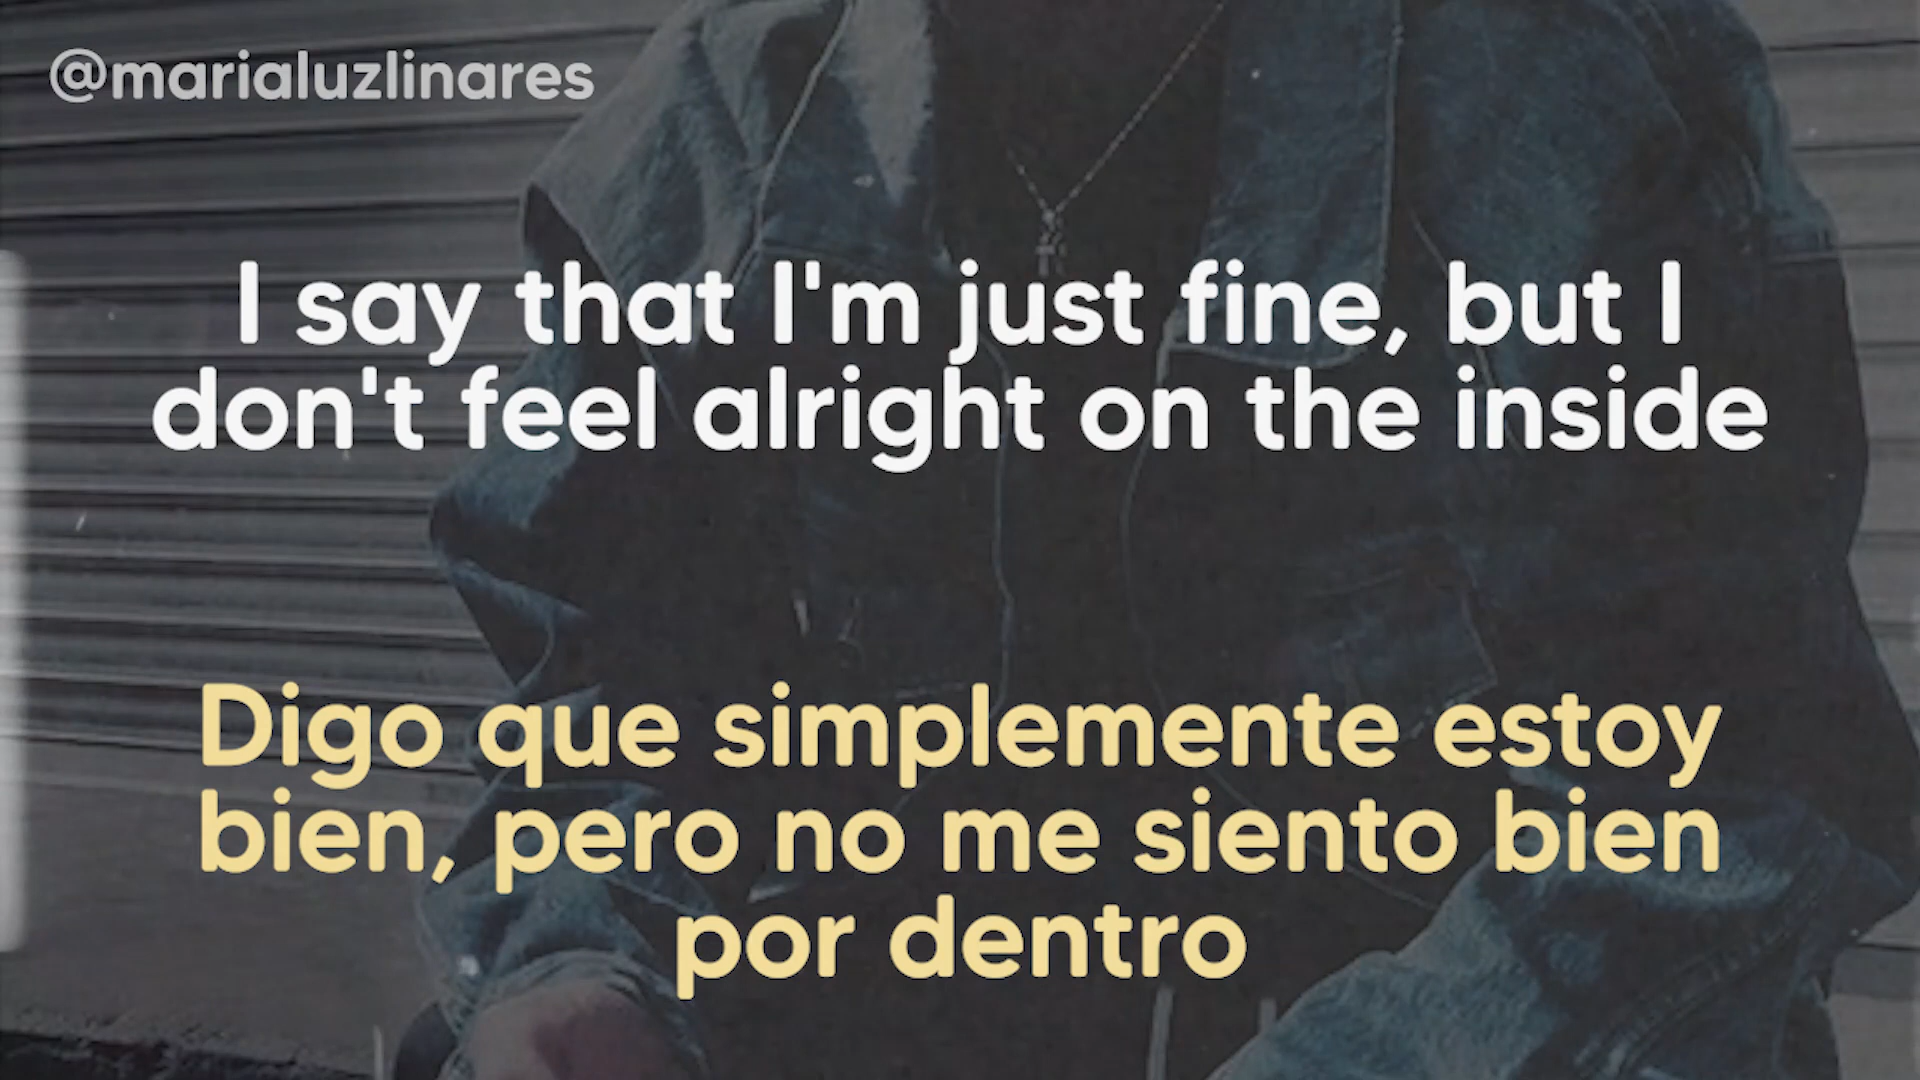 @marialuzlinares
I say that I'm just fine, but I
don't feel alright on the inside
Digo que simplemente estoy
bien, pero no me siento bien
por dentro